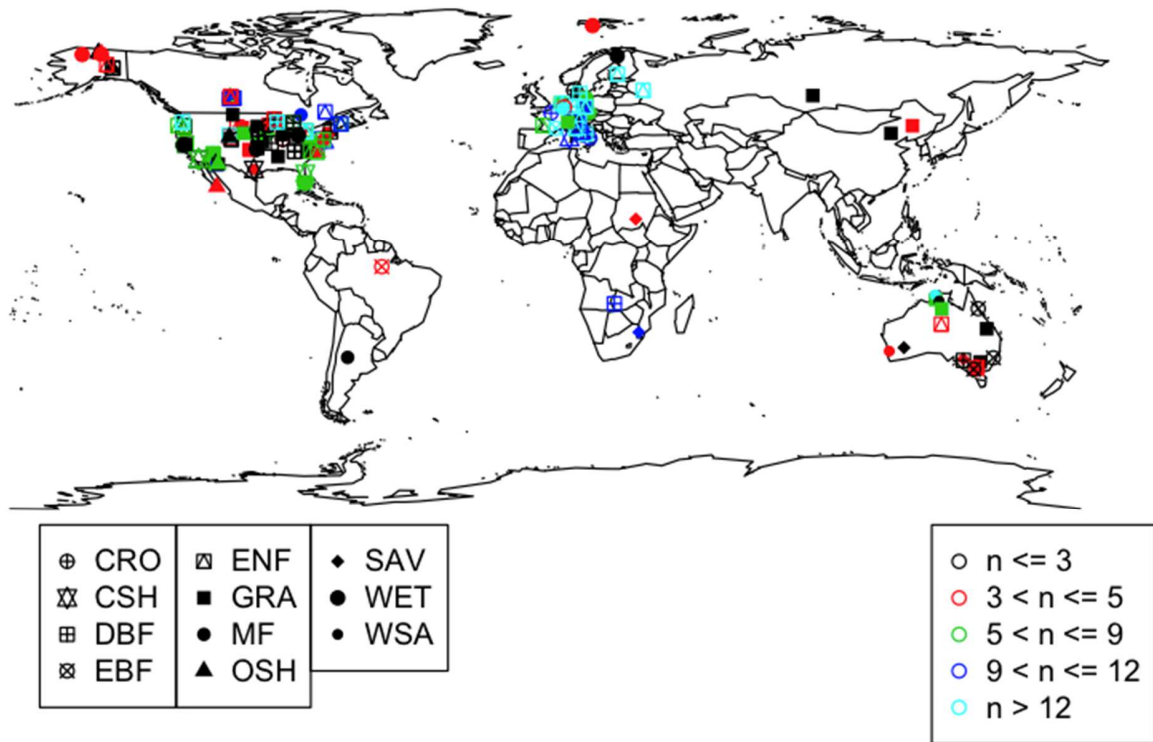 CRO
CSH
DBF
EBF
ENF
GRA
MF
OSH
SAV
WET
WSA
n <= 3
3 < n <= 5
5 < n <= 9
9 < n <= 12
n > 12